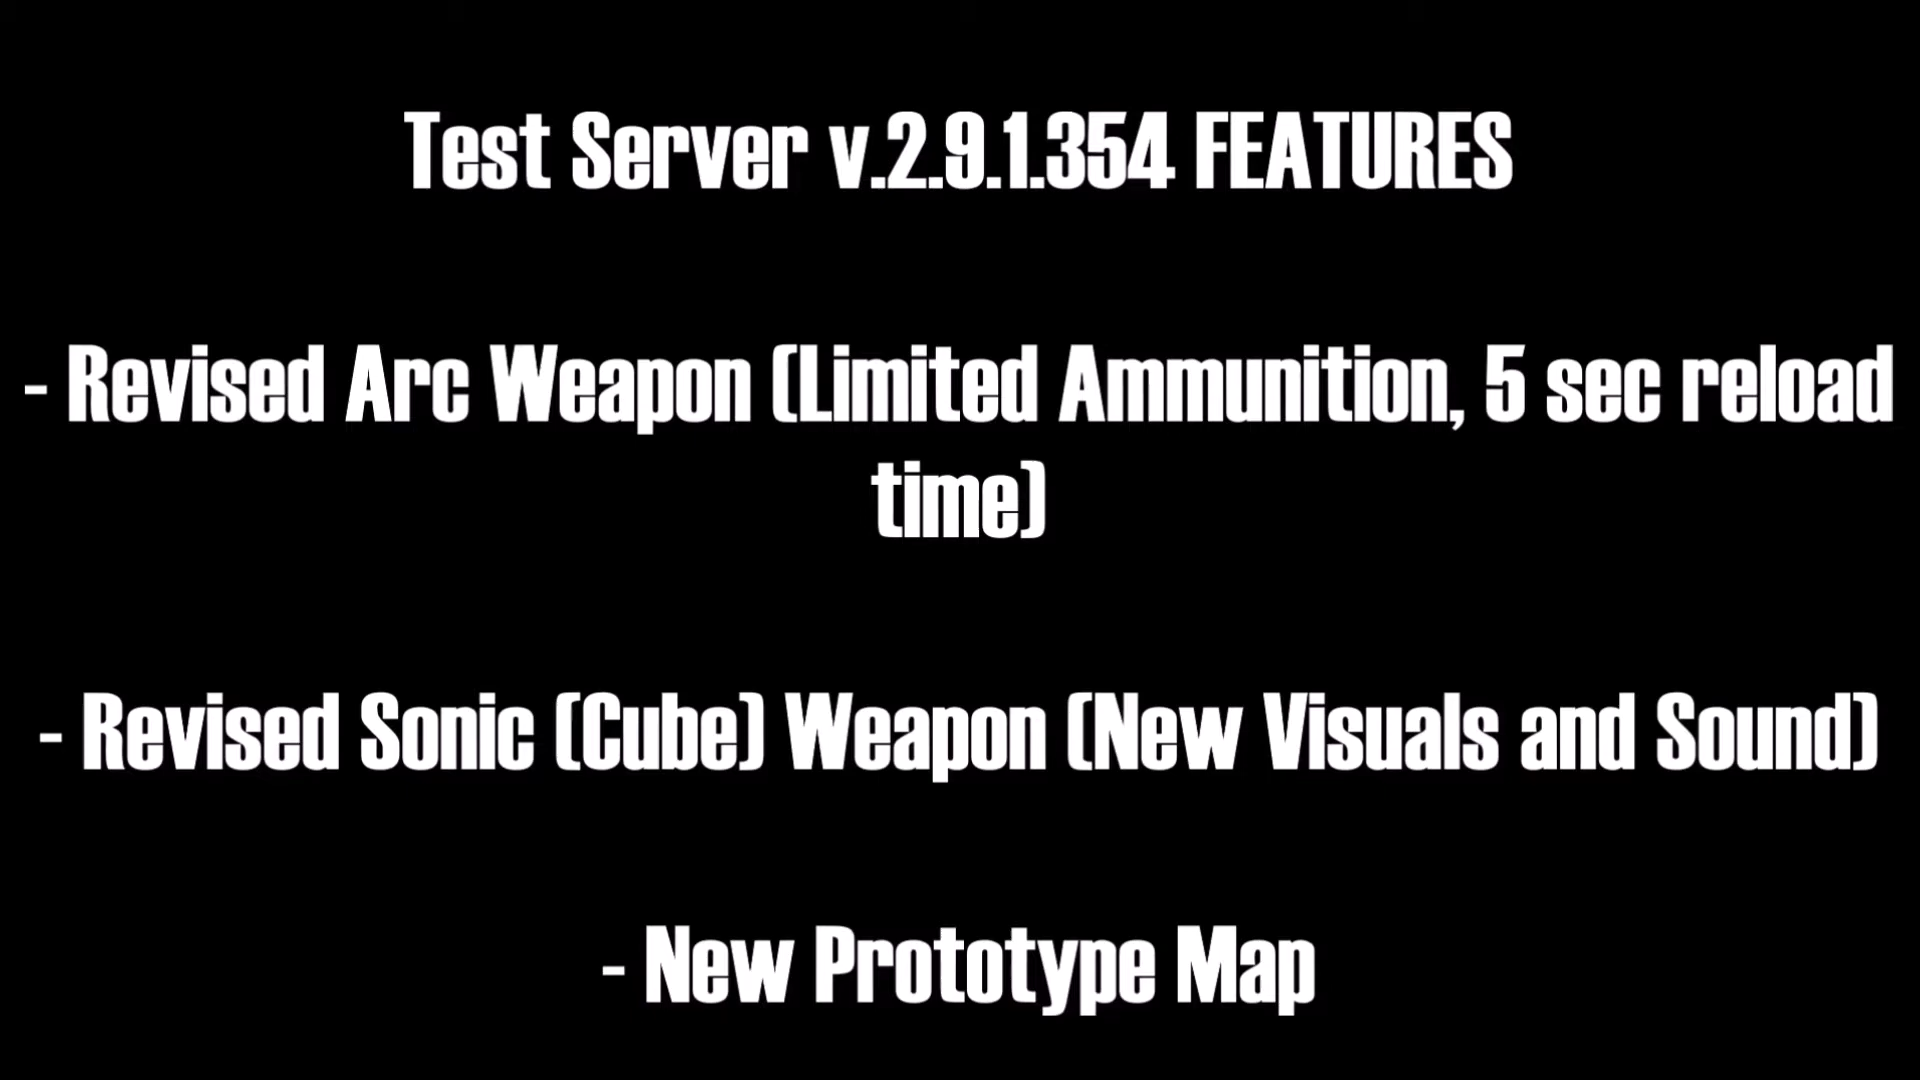 Test Server v.2.9.1.354 FEATURES
- Revised Arc Weapon (Limited Ammunition, 5 sec reload
time)
- Revised Sonic (Cube) Weapon (New Visuals and Sound)
- New Prototype Map